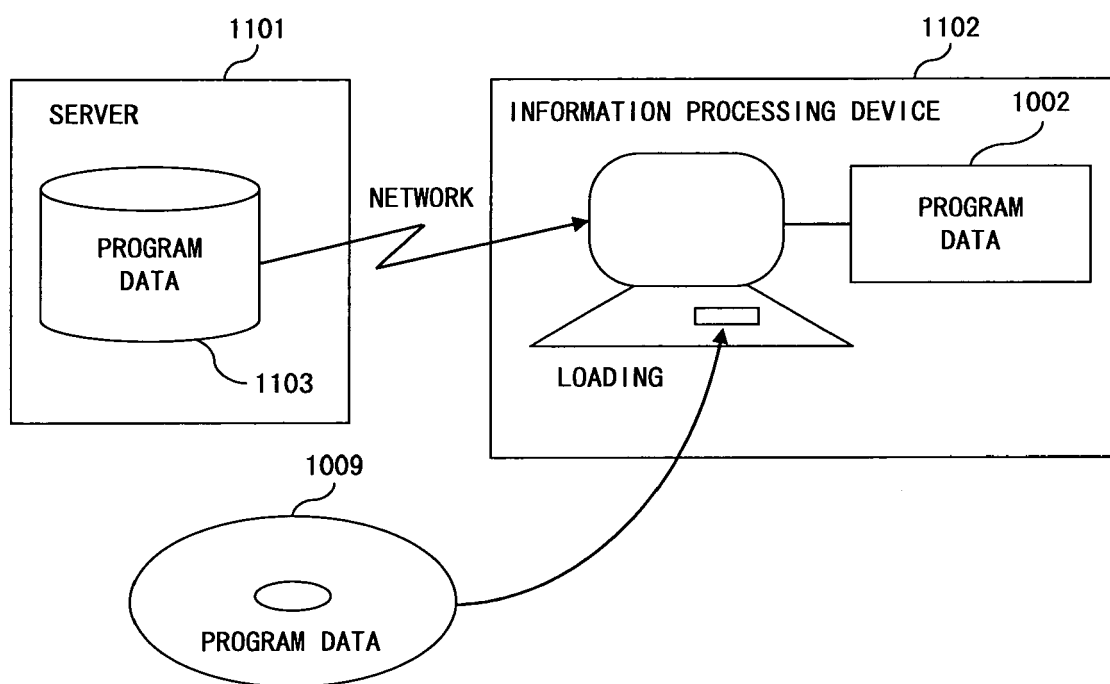 1101
1102
SERVER
INFORMATION PROCESSING DEVICE
1002
NETWORK
PROGRAM
DATA
PROGRAM
DATA
1103
LOADING
1009
PROGRAM DATA